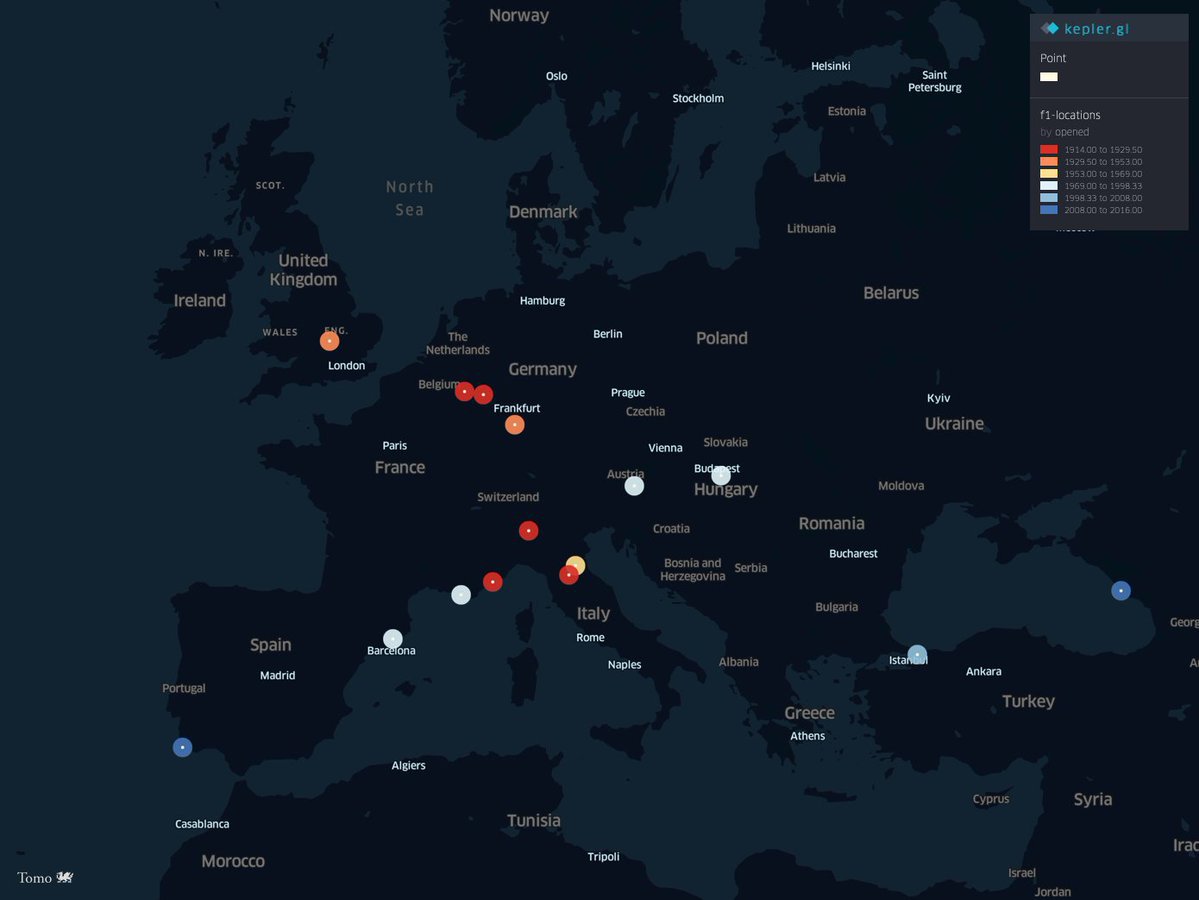 Norway
kepler.gl
Point
f1-locations
by opened
1914.00 to 1929.50
1929.50 to 1953.00
1953.00 to 1969.00
1969.00 to 1998.33
1998.33 to 2008.00
2008.00 to 2016.00
Helsinki
Oslo
Saint
Petersburg
Stockholm
Estonia
SCOT.
North
Sea
Latvia
Denmark
Lithuania
N. IRE.
United
Kingdom
Ireland
Hamburg
Belarus
WALES
ENG.
Berlin
The
Netherlands
Poland
London
Germany
Belgium
Prague
Kyiv
Frankfurt
Czechia
Ukraine
Paris
Vienna
Slovakia
France
Budapest
Austria
Hungary
Moldova
Switzerland
Croatia
Romania
Bucharest
Bosnia and
Herzegovina
Serbia
Italy
Bulgaria
Georg
Spain
Rome
Barcelona
Istanbul
Madrid
Naples
Albania
Ankara
Portugal
Turkey
Greece
Athens
Algiers
Cyprus
Syria
Casablanca
Tunisia
Morocco
Tripoli
Irac
Israel
Jordan
Tomo